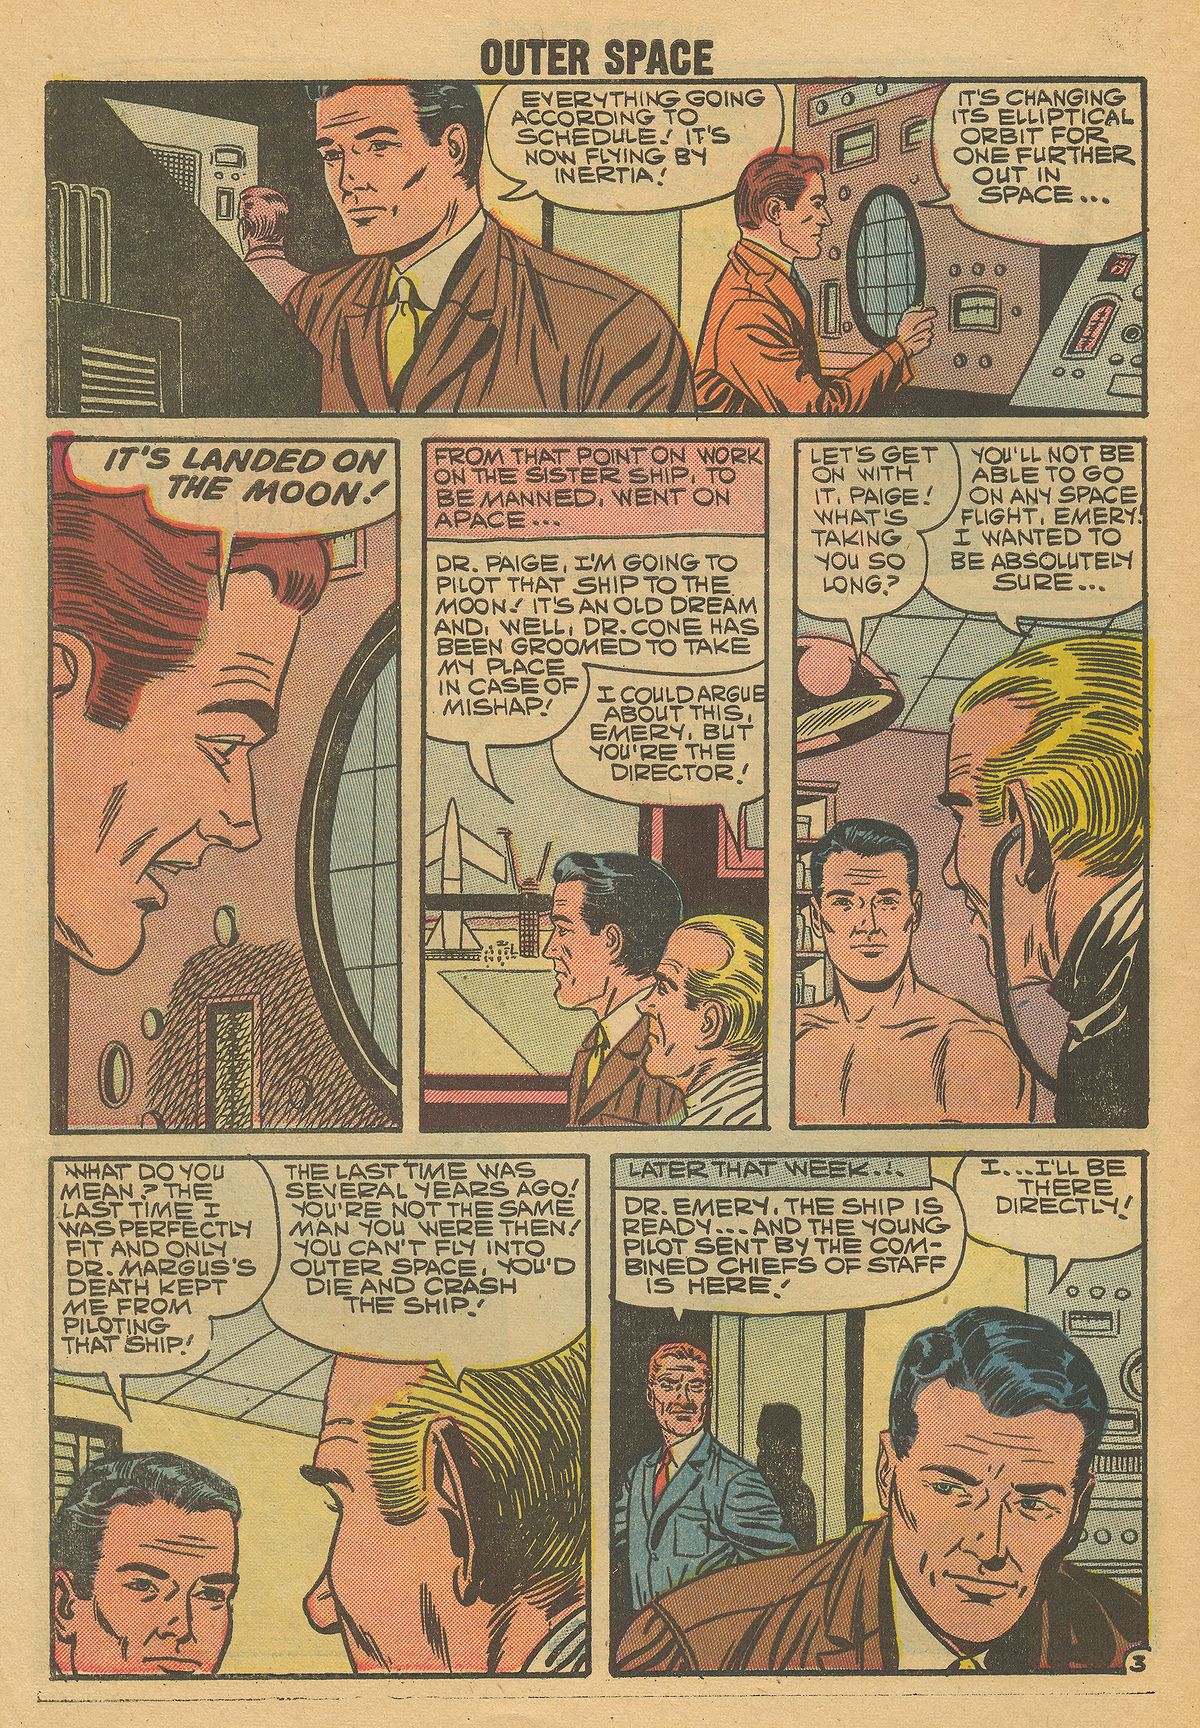 OUTER SPACE
EVERYTHING GOING
ACCORDING TO
SCHEDULE! IT'S
NOW FLYING BY
INERTIA!
IT'S CHANGING
ITS ELLIPTICAL
ORBIT FOR
ONE FURTHER
OUT IN
SPACE...
IT'S LANDED ON
THE MOON!
FROM THAT POINT ON WORK
ON THE SISTER SHIP, TO
BE MANNED, WENT ON
APACE...
DR. PAIGE, I'M GOING TO
PILOT THAT SHIP TO THE
MOON! IT'S AN OLD DREAM
AND, WELL, DR. CONE HAS
BEEN GROOMED TO TAKE
MY PLACE
IN CASE OF
MISHAP!
I COULD ARGUE
ABOUT THIS,
EMERY, BUT
YOU'RE THE
DIRECTOR!
LET'S GET
ON WITH
IT, PAIGE!
WHAT'S
TAKING
YOU SO
LONG?
YOU'LL NOT BE
ABLE TO GO
ON ANY SPACE
FLIGHT, EMERY.
I WANTED TO
BE ABSOLUTELY
SURE...
WHAT DO YOU
MEAN? THE
LAST TIME I
WAS PERFECTLY
FIT AND ONLY
DR. MARGUS'S
DEATH KEPT
ME FROM
PILOTING
THAT SHIP!
THE LAST TIME WAS
SEVERAL YEARS AGO!
YOU'RE NOT THE SAME
MAN YOU WERE THEN!
YOU CAN'T FLY INTO
OUTER SPACE, YOU'D
DIE AND CRASH
THE SHIP!
LATER THAT WEEK...
DR. EMERY, THE SHIP IS
READY... AND THE YOUNG
PILOT SENT BY THE COM-
BINED CHIEFS OF STAFF
IS HERE!
I...I'LL BE
THERE
DIRECTLY!
3